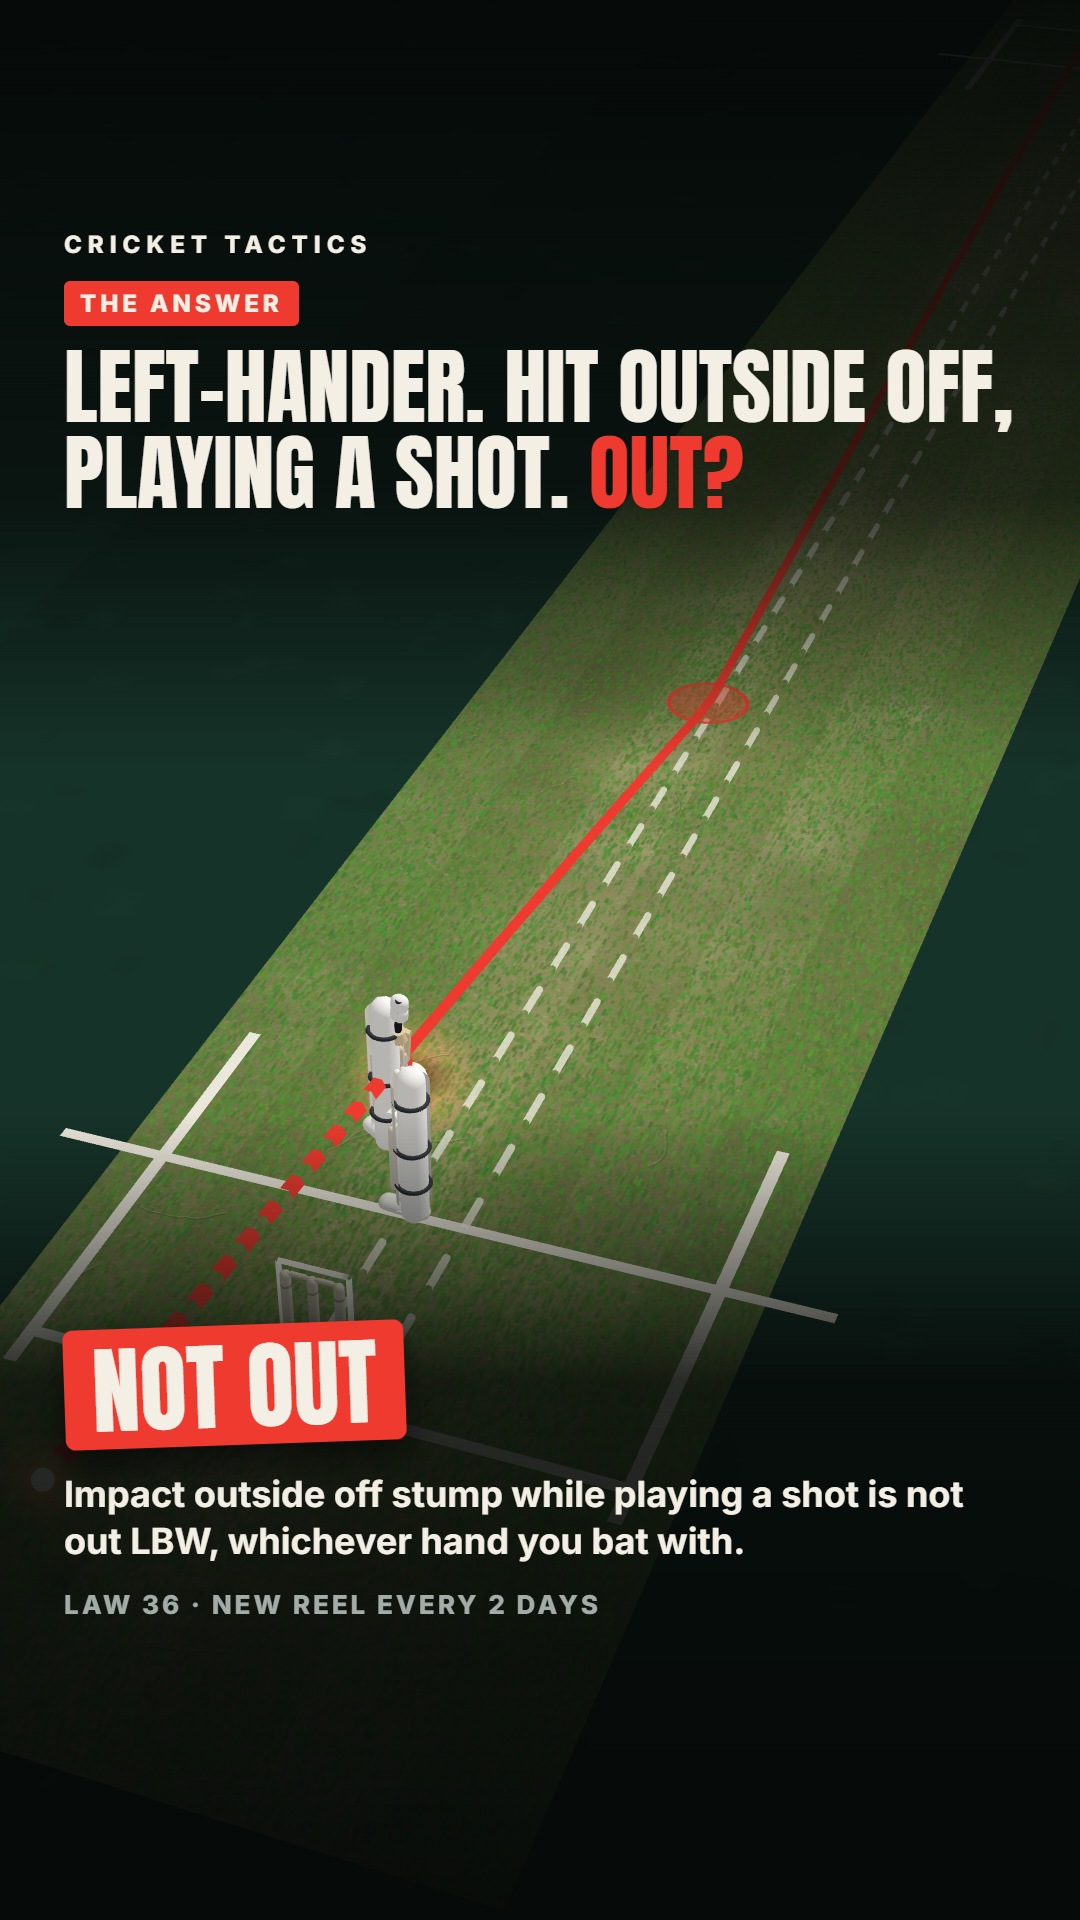 CRICKET TACTICS
THE ANSWER
LEFT-HANDER. HIT OUTSIDE OFF,
PLAYING A SHOT. OUT?
NOT OUT
Impact outside off stump while playing a shot is not
out LBW, whichever hand you bat with.
LAW 36 · NEW REEL EVERY 2 DAYS